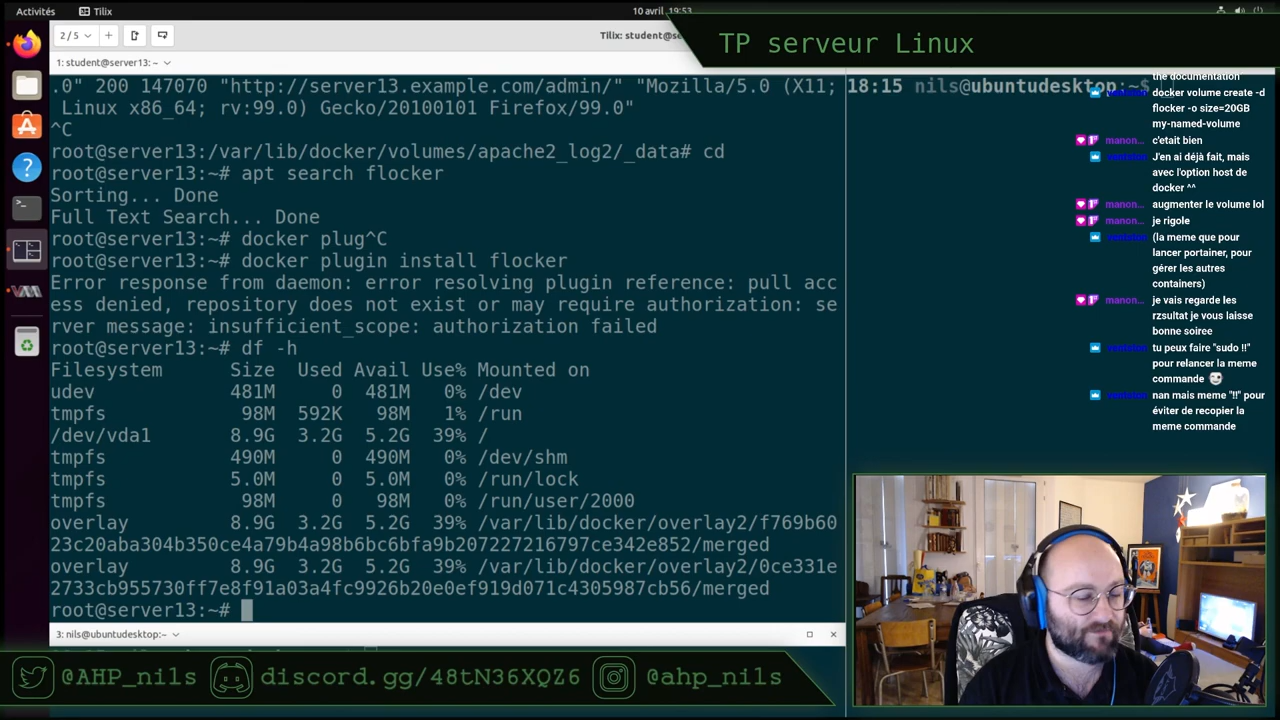 Activités
Tilix
10 avril 19:53
TP serveur Linux
2 / 5
Tilix: student@se
1: student@server13: ~
.0" 200 147070 "http://server13.example.com/admin/" "Mozilla/5.0 (X11;
 Linux x86_64; rv:99.0) Gecko/20100101 Firefox/99.0"
^C
root@server13:/var/lib/docker/volumes/apache2_log2/_data# cd
root@server13:~# apt search flocker
Sorting... Done
Full Text Search... Done
root@server13:~# docker plug^C
root@server13:~# docker plugin install flocker
Error response from daemon: error resolving plugin reference: pull acc
ess denied, repository does not exist or may require authorization: se
rver message: insufficient_scope: authorization failed
root@server13:~# df -h
Filesystem Size Used Avail Use% Mounted on
udev 481M 0 481M 0% /dev
tmpfs 98M 592K 98M 1% /run
/dev/vda1 8.9G 3.2G 5.2G 39% /
tmpfs 490M 0 490M 0% /dev/shm
tmpfs 5.0M 0 5.0M 0% /run/lock
tmpfs 98M 0 98M 0% /run/user/2000
overlay 8.9G 3.2G 5.2G 39% /var/lib/docker/overlay2/f769b60
23c20aba304b350ce4a79b4a98b6bc6bfa9b207227216797ce342e852/merged
overlay 8.9G 3.2G 5.2G 39% /var/lib/docker/overlay2/0ce331e
2733cb955730ff7e8f91a03a4fc9926b20e0ef919d071c4305987cb56/merged
root@server13:~#
3: nils@ubuntudesktop:~
18:15 nils@ubuntudesktop:~$
the documentation
docker volume create -d
flocker -o size=20GB
my-named-volume
manon... c'etait bien
J'en ai déjà fait, mais
avec l'option host de
docker ^^
manon... augmenter le volume lol
manon... je rigole
(la meme que pour
lancer portainer, pour
gérer les autres
containers)
manon... je vais regarde les
rzsultat je vous laisse
bonne soiree
tu peux faire "sudo !!"
pour relancer la meme
commande
nan mais meme "!!" pour
éviter de recopier la
meme commande
@AHP_nils
discord.gg/48tN36XQZ6
@ahp_nils